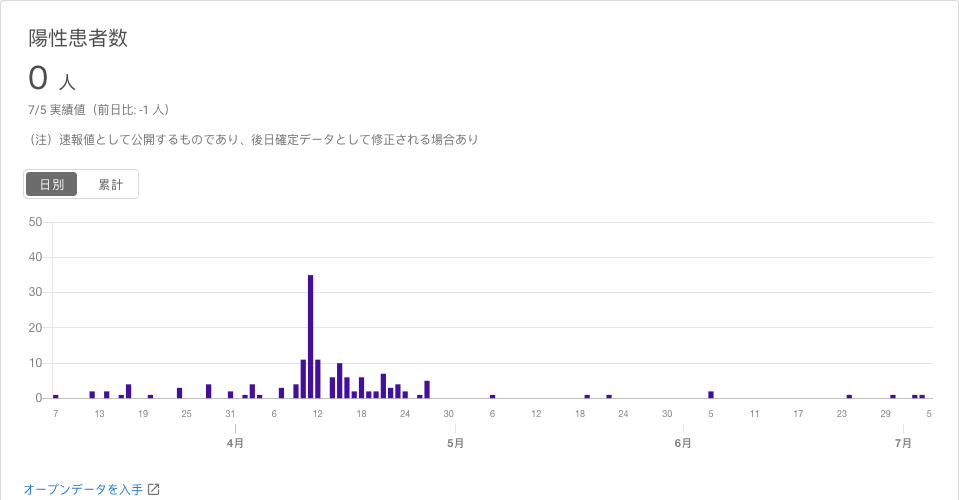 陽性患者数
0 人
7/5 実績値（前日比: -1 人）
（注）速報値として公開するものであり、後日確定データとして修正される場合あり
日別 累計
50
40
30
20
10
0
7 13 19 25 31 6 12 18 24 30 6 12 18 24 30 5 11 17 23 29 5
4月 5月 6月 7月
オープンデータを入手